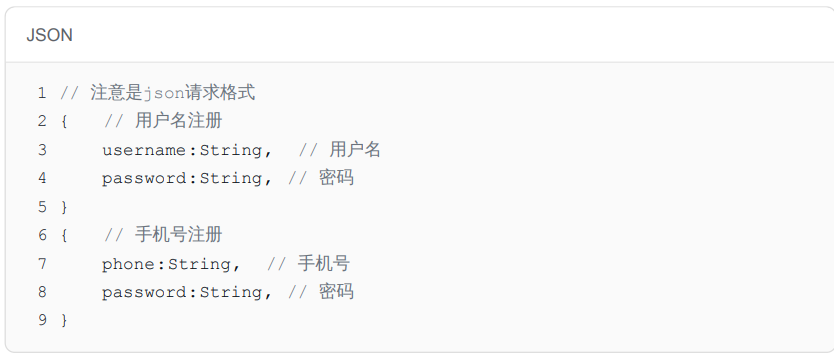 JSON
1 // 注意是json请求格式
2 {   // 用户名注册
3     username:String,  // 用户名
4     password:String, // 密码
5 }
6 {   // 手机号注册
7     phone:String,  // 手机号
8     password:String, // 密码
9 }